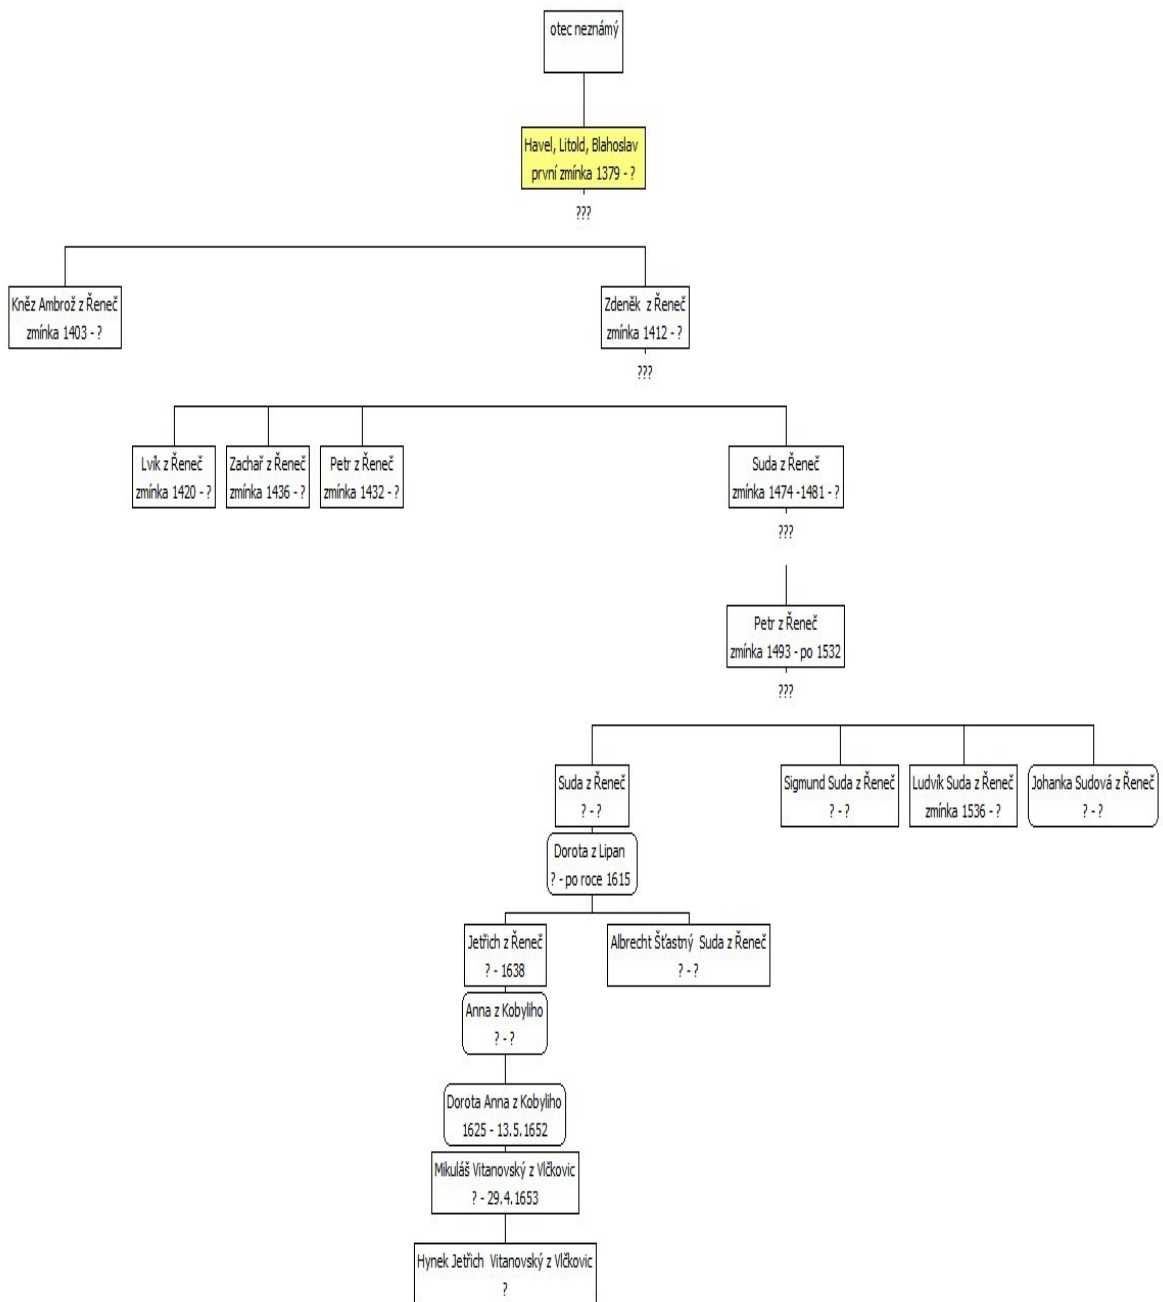 otec neznámý
Havel, Litold, Blahoslav
první zmínka 1379 - ?
???
Kněz Ambrož z Řeneč
zmínka 1403 - ?
Zdeněk z Řeneč
zmínka 1412 - ?
???
Lvík z Řeneč
zmínka 1420 - ?
Zachař z Řeneč
zmínka 1436 - ?
Petr z Řeneč
zmínka 1432 - ?
Suda z Řeneč
zmínka 1474 -1481 - ?
???
Petr z Řeneč
zmínka 1493 - po 1532
???
Suda z Řeneč
? - ?
Sigmund Suda z Řeneč
? - ?
Ludvík Suda z Řeneč
zmínka 1536 - ?
Johanka Sudová z Řeneč
? - ?
Dorota z Lipan
? - po roce 1615
Jetřich z Řeneč
? - 1638
Albrecht Šťastný Suda z Řeneč
? - ?
Anna z Kobylího
? - ?
Dorota Anna z Kobylího
1625 - 13.5.1652
Mikuláš Vitanovský z Vlčkovic
? - 29.4.1653
Hynek Jetřich Vitanovský z Vlčkovic
?